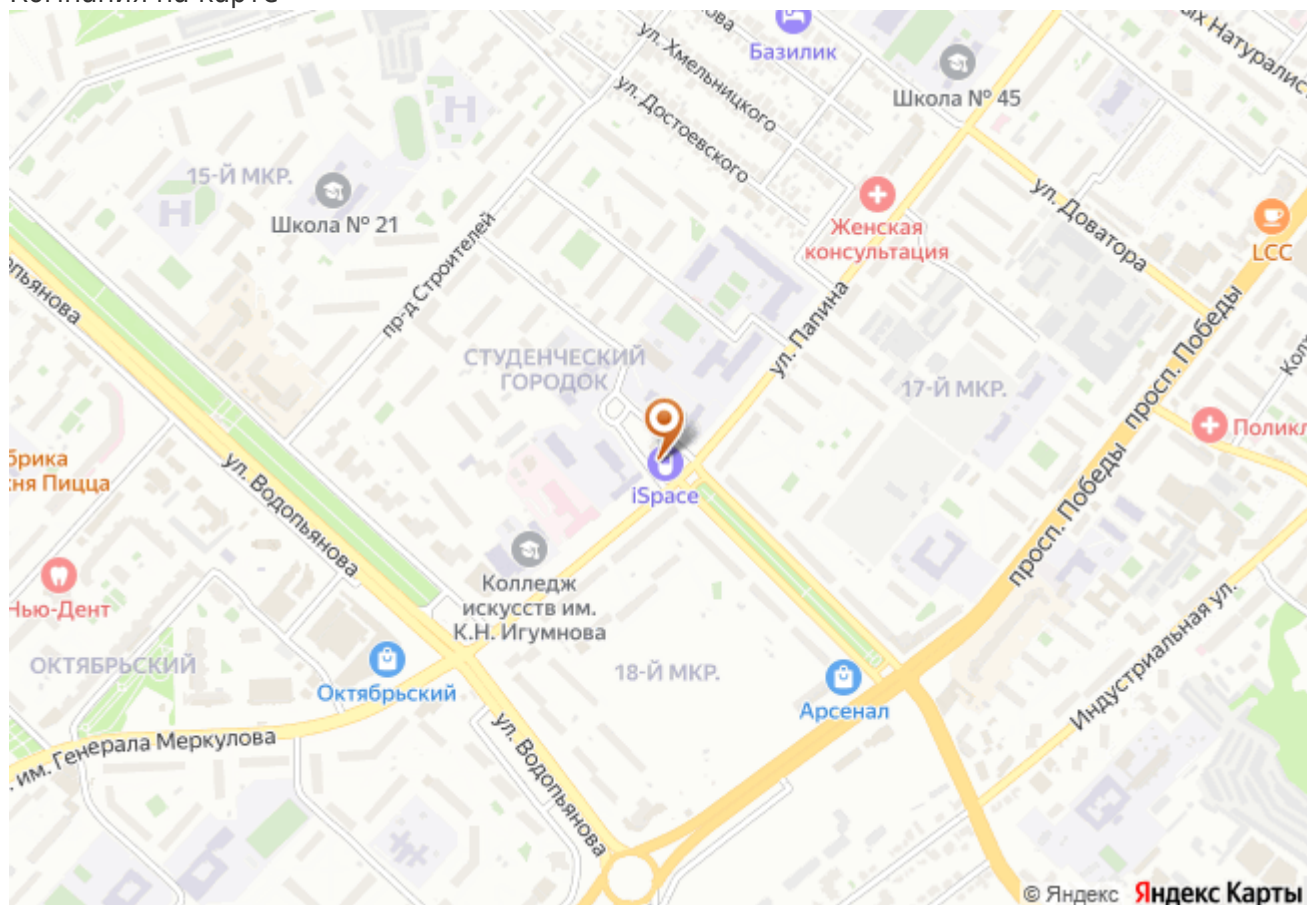 Базилик
Школа № 45
ул. Хмельницкого
ул. Достоевского
15-Й МКР.
Школа № 21
Женская
консультация
ул. Доватора
LCC
пр-д Строителей
ул. Папина
просп. Победы
СТУДЕНЧЕСКИЙ
ГОРОДОК
17-Й МКР.
iSpace
просп. Победы
ул. Водопьянова
Колледж
искусств им.
К.Н. Игумнова
Нью-Дент
ОКТЯБРЬСКИЙ
Октябрьский
18-Й МКР.
Арсенал
Индустриальная ул.
им. Генерала Меркулова
ул. Водопьянова
© Яндекс Яндекс Карты